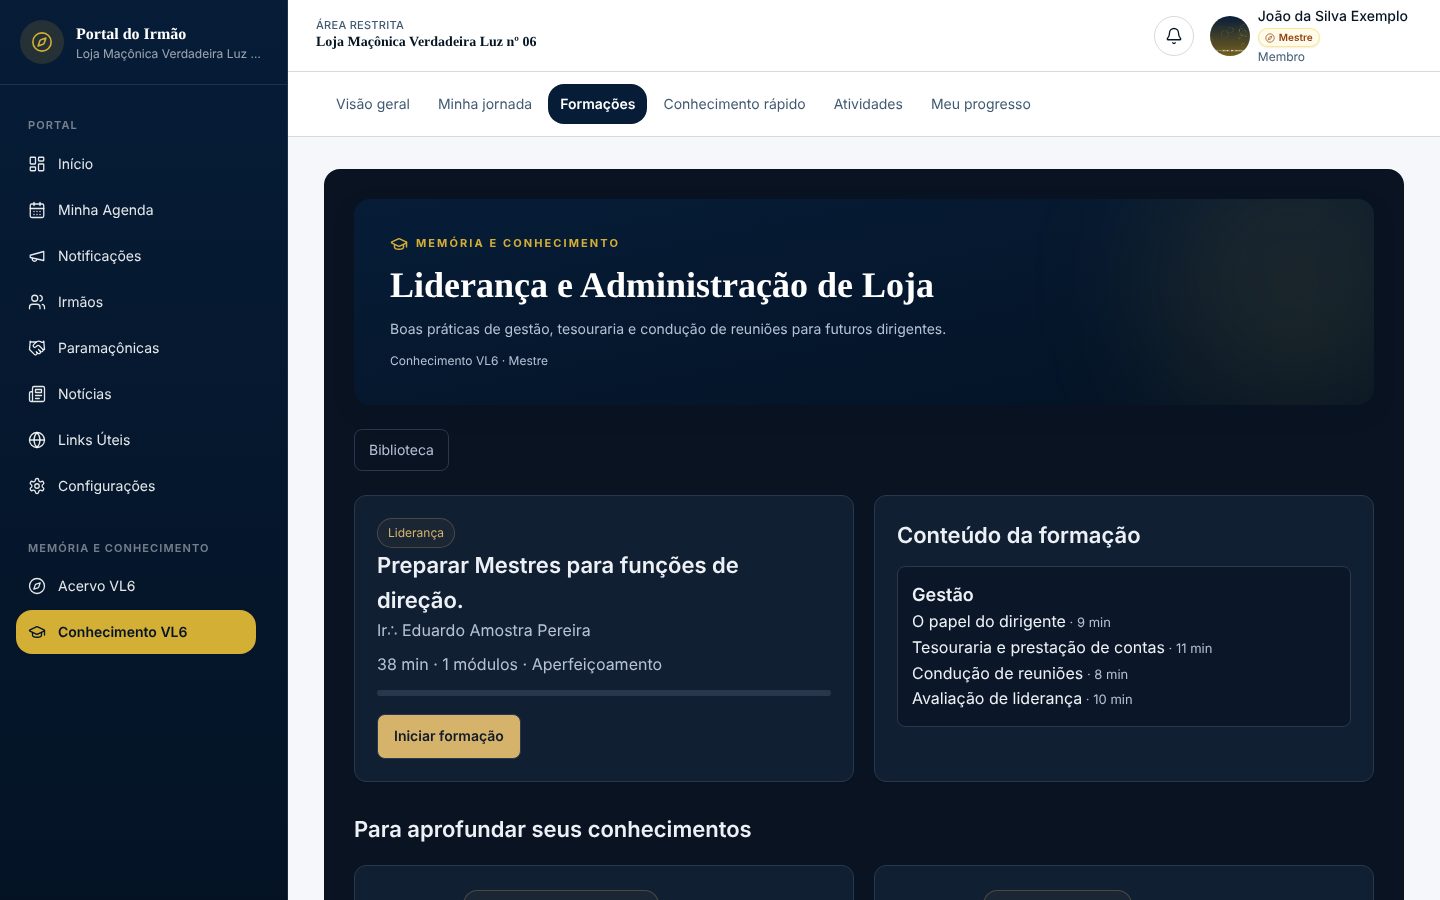 Portal do Irmão
Loja Maçônica Verdadeira Luz ...
PORTAL
Início
Minha Agenda
Notificações
Irmãos
Paramaçônicas
Notícias
Links Úteis
Configurações
MEMÓRIA E CONHECIMENTO
Acervo VL6
Conhecimento VL6
ÁREA RESTRITA
Loja Maçônica Verdadeira Luz nº 06
João da Silva Exemplo
Mestre
Membro
Visão geral
Minha jornada
Formações
Conhecimento rápido
Atividades
Meu progresso
MEMÓRIA E CONHECIMENTO
Liderança e Administração de Loja
Boas práticas de gestão, tesouraria e condução de reuniões para futuros dirigentes.
Conhecimento VL6 · Mestre
Biblioteca
Liderança
Preparar Mestres para funções de
direção.
Ir∴ Eduardo Amostra Pereira
38 min · 1 módulos · Aperfeiçoamento
Iniciar formação
Conteúdo da formação
Gestão
O papel do dirigente · 9 min
Tesouraria e prestação de contas · 11 min
Condução de reuniões · 8 min
Avaliação de liderança · 10 min
Para aprofundar seus conhecimentos